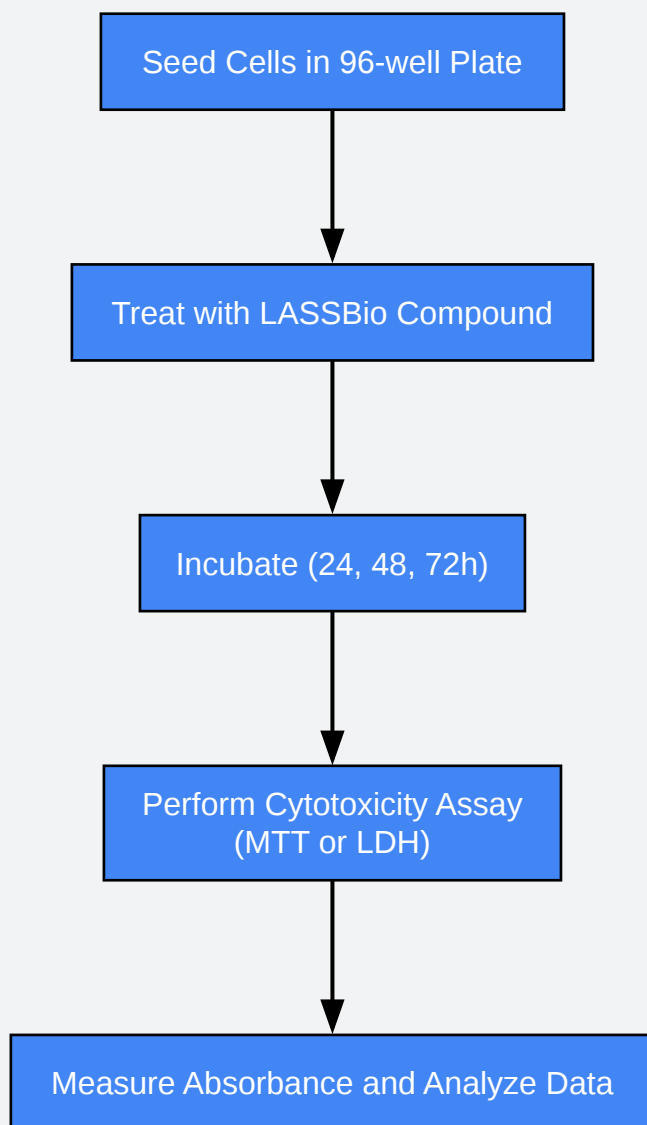 Seed Cells in 96-well Plate
Treat with LASSBio Compound
Incubate (24, 48, 72h)
Perform Cytotoxicity Assay
(MTT or LDH)
Measure Absorbance and Analyze Data